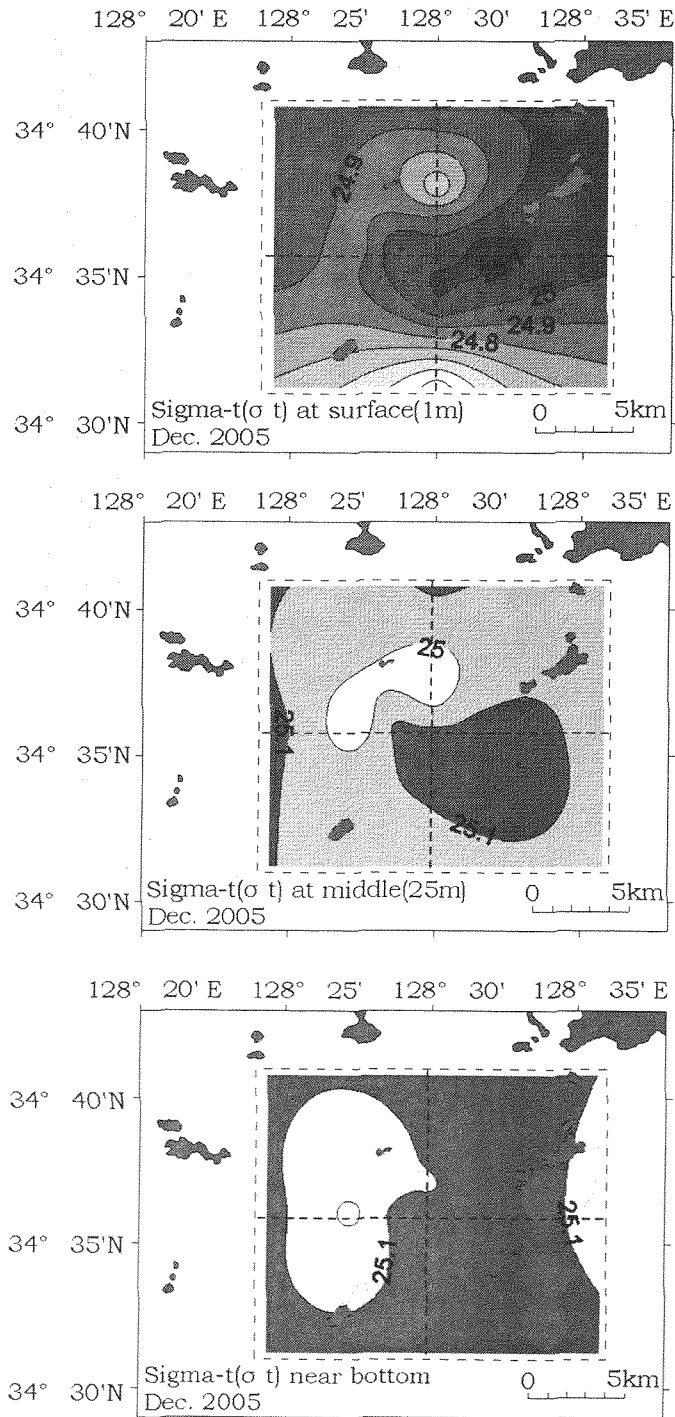 128° 20' E 128° 25' 128° 30' 128° 35' E
34° 40'N
24.9
34° 35'N
25
24.9
24.8
34° 30'N
Sigma-t(σ t) at surface(1m)
Dec. 2005
0 5km
128° 20' E 128° 25' 128° 30' 128° 35' E
34° 40'N
25
25.1
34° 35'N
25.1
34° 30'N
Sigma-t(σ t) at middle(25m)
Dec. 2005
0 5km
128° 20' E 128° 25' 128° 30' 128° 35' E
34° 40'N
34° 35'N
25.1
25.1
34° 30'N
Sigma-t(σ t) near bottom
Dec. 2005
0 5km